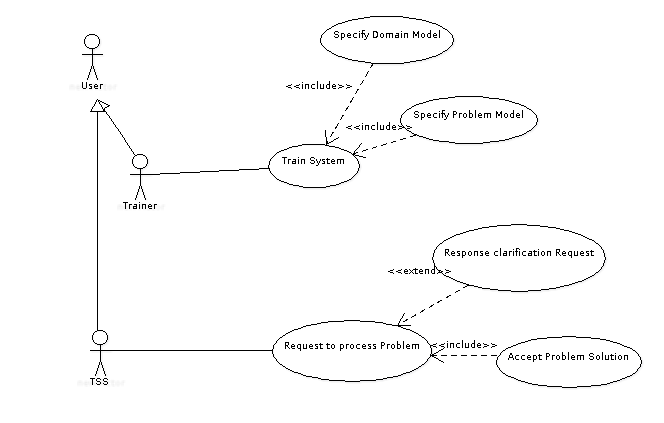 Specify Domain Model
User
<<include>>
Specify Problem Model
<<include>>
Train System
Trainer
Response clarification Request
<<extend>>
Request to process Problem
<<include>>
Accept Problem Solution
TSS